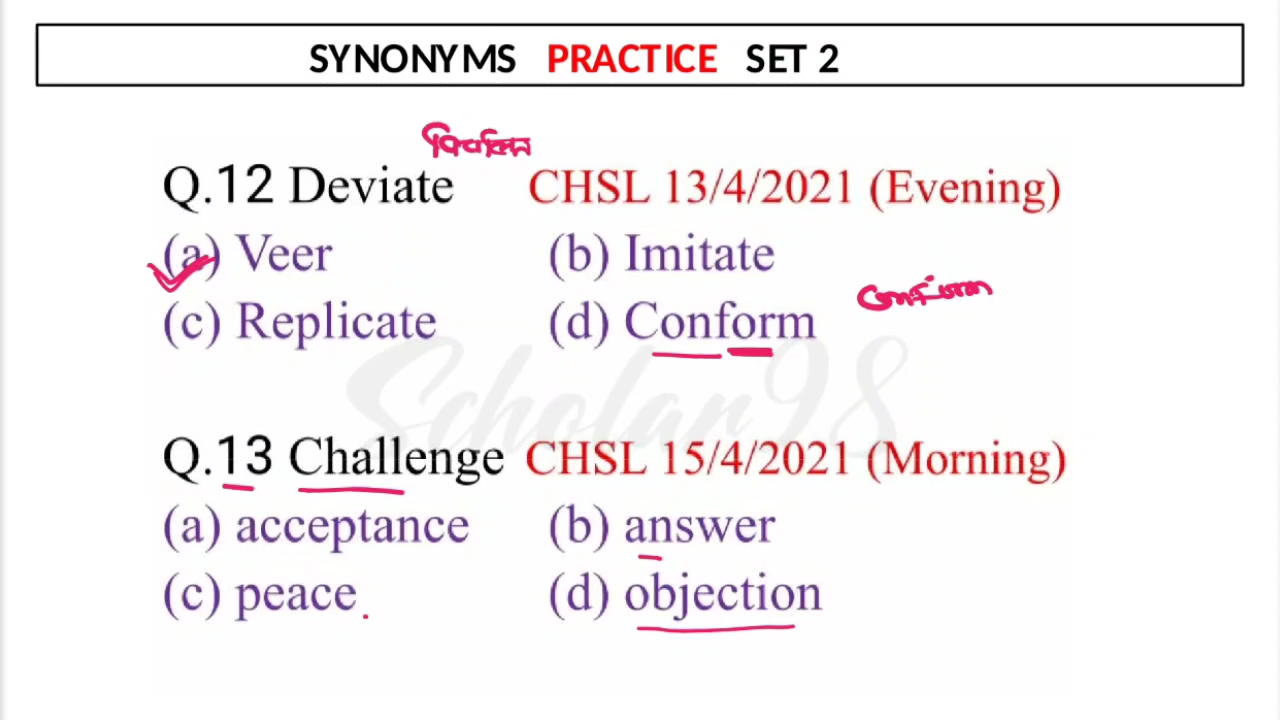 SYNONYMS PRACTICE SET 2
Q.12 Deviate CHSL 13/4/2021 (Evening)
(a) Veer (b) Imitate
(c) Replicate (d) Conform
Scholar98
Q.13 Challenge CHSL 15/4/2021 (Morning)
(a) acceptance (b) answer
(c) peace (d) objection